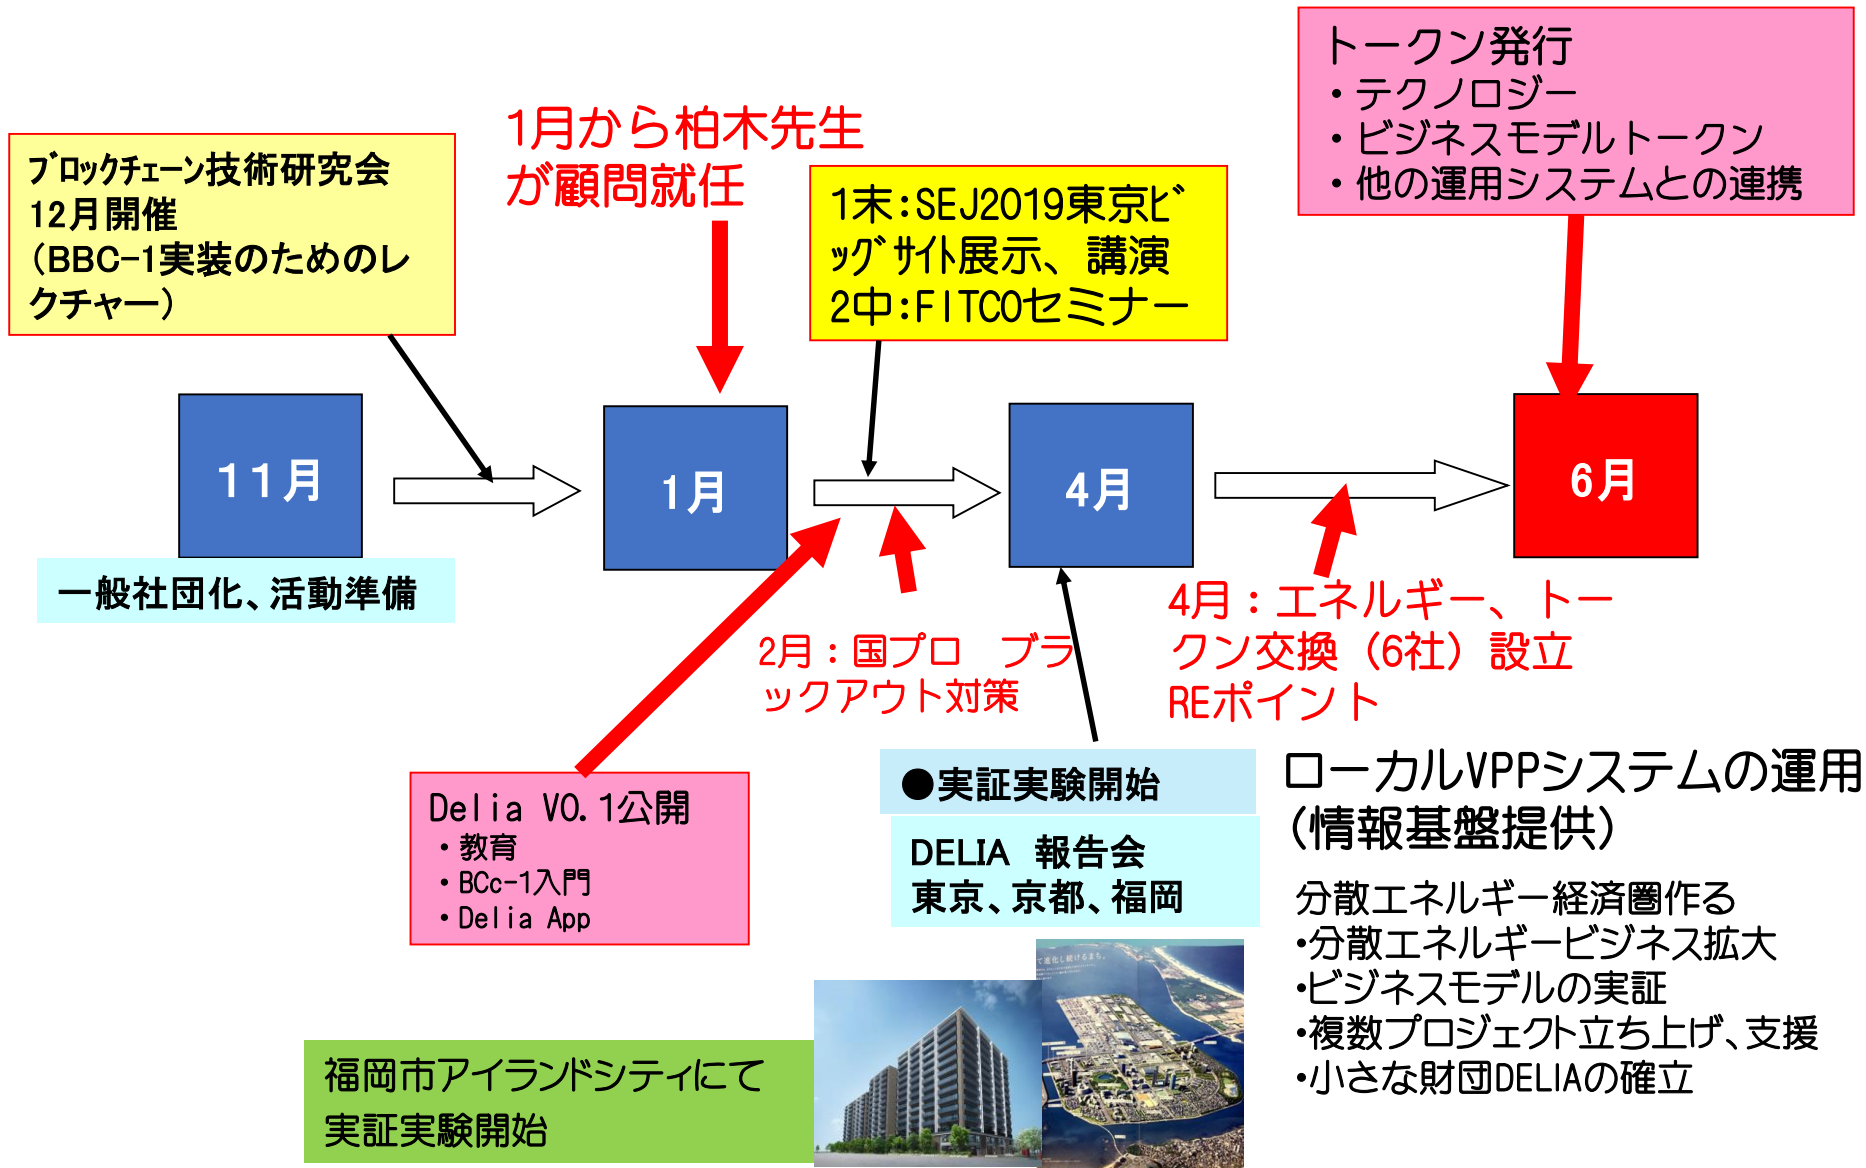 トークン発行
・テクノロジー
・ビジネスモデルトークン
・他の運用システムとの連携
1月から柏木先生
が顧問就任
ﾌﾞﾛｯｸﾁｪｰﾝ技術研究会
12月開催
（BBC-1実装のためのレ
クチャー）
1末：SEJ2019東京ﾋﾞ
ｯｸﾞｻｲﾄ展示、講演
2中：FITCOセミナー
１１月
1月
4月
6月
一般社団化、活動準備
4月：エネルギー、トー
クン交換（6社）設立
REポイント
2月：国プロ　ブラ
ックアウト対策
Delia V0.1公開
・教育
・BCc-1入門
・Delia App
●実証実験開始
DELIA　報告会
東京、京都、福岡
ローカルVPPシステムの運用
（情報基盤提供）
分散エネルギー経済圏作る
・分散エネルギービジネス拡大
・ビジネスモデルの実証
・複数プロジェクト立ち上げ、支援
・小さな財団DELIAの確立
て進化し続けるまち。
福岡市アイランドシティにて
実証実験開始